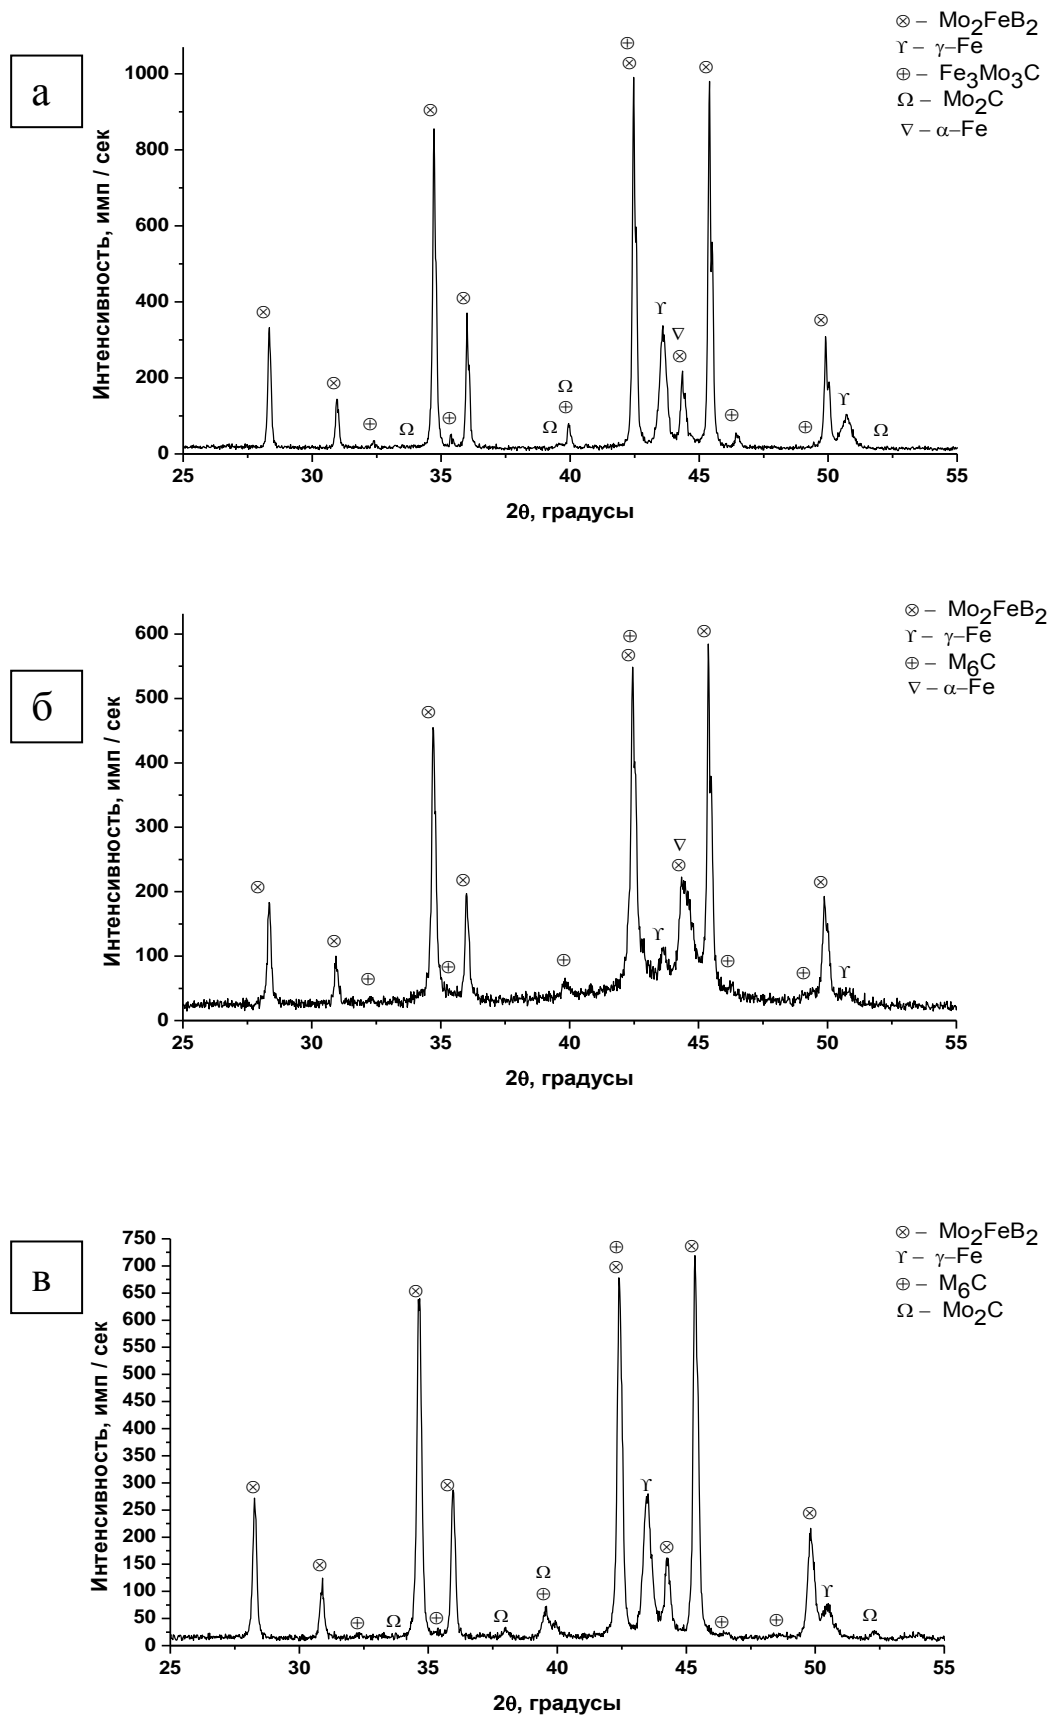 ⊗ – Mo2FeB2
ϒ – γ–Fe
⊕ – Fe3Mo3C
Ω – Mo2C
∇ – α–Fe
а
Интенсивность, имп / сек
1000
800
600
400
200
0
⊗
⊗
⊕
Ω
⊗
⊕
⊗
Ω
Ω
⊕
⊕
⊗
ϒ
∇
⊗
⊗
⊕
⊕
⊗
ϒ
Ω
25 30 35 40 45 50 55
2θ, градусы
⊗ – Mo2FeB2
ϒ – γ–Fe
⊕ – M6C
∇ – α–Fe
б
Интенсивность, имп / сек
600
500
400
300
200
100
0
⊗
⊗
⊕
⊗
⊕
⊗
⊕
⊕
⊗
ϒ
∇
⊗
⊗
⊕
⊕
⊗
ϒ
25 30 35 40 45 50 55
2θ, градусы
⊗ – Mo2FeB2
ϒ – γ–Fe
⊕ – M6C
Ω – Mo2C
в
Интенсивность, имп / сек
750
700
650
600
550
500
450
400
350
300
250
200
150
100
50
0
⊗
⊗
⊕
Ω
⊗
⊕
⊗
Ω
Ω
⊕
⊕
⊗
ϒ
⊗
⊗
⊕
⊕
⊗
ϒ
Ω
25 30 35 40 45 50 55
2θ, градусы